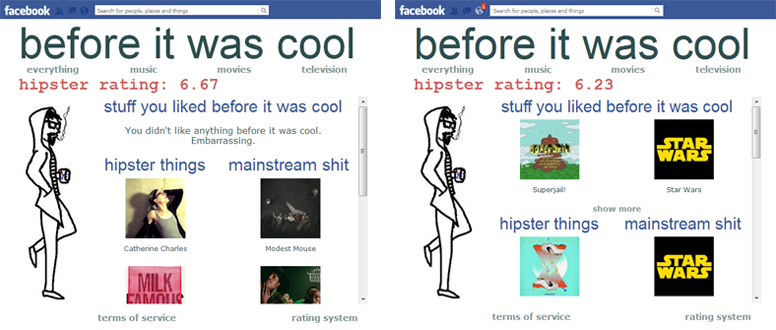 facebook
Search for people, places and things
before it was cool
everything music movies television
hipster rating: 6.67
stuff you liked before it was cool
You didn't like anything before it was cool.
Embarrassing.
hipster things mainstream shit
Catherine Charles Modest Mouse
MILK
FAMOUS
terms of service rating system
facebook
Search for people, places and things
before it was cool
everything music movies television
hipster rating: 6.23
stuff you liked before it was cool
STAR
WARS
Superjail! Star Wars
show more
hipster things mainstream shit
STAR
WARS
terms of service rating system